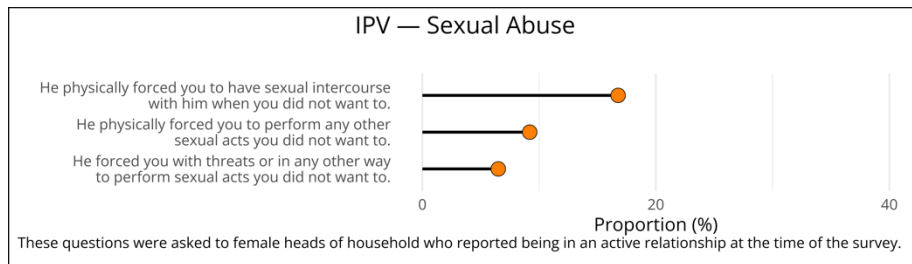 IPV — Sexual Abuse
He physically forced you to have sexual intercourse
with him when you did not want to.
He physically forced you to perform any other
sexual acts you did not want to.
He forced you with threats or in any other way
to perform sexual acts you did not want to.
0
20
40
Proportion (%)
These questions were asked to female heads of household who reported being in an active relationship at the time of the survey.